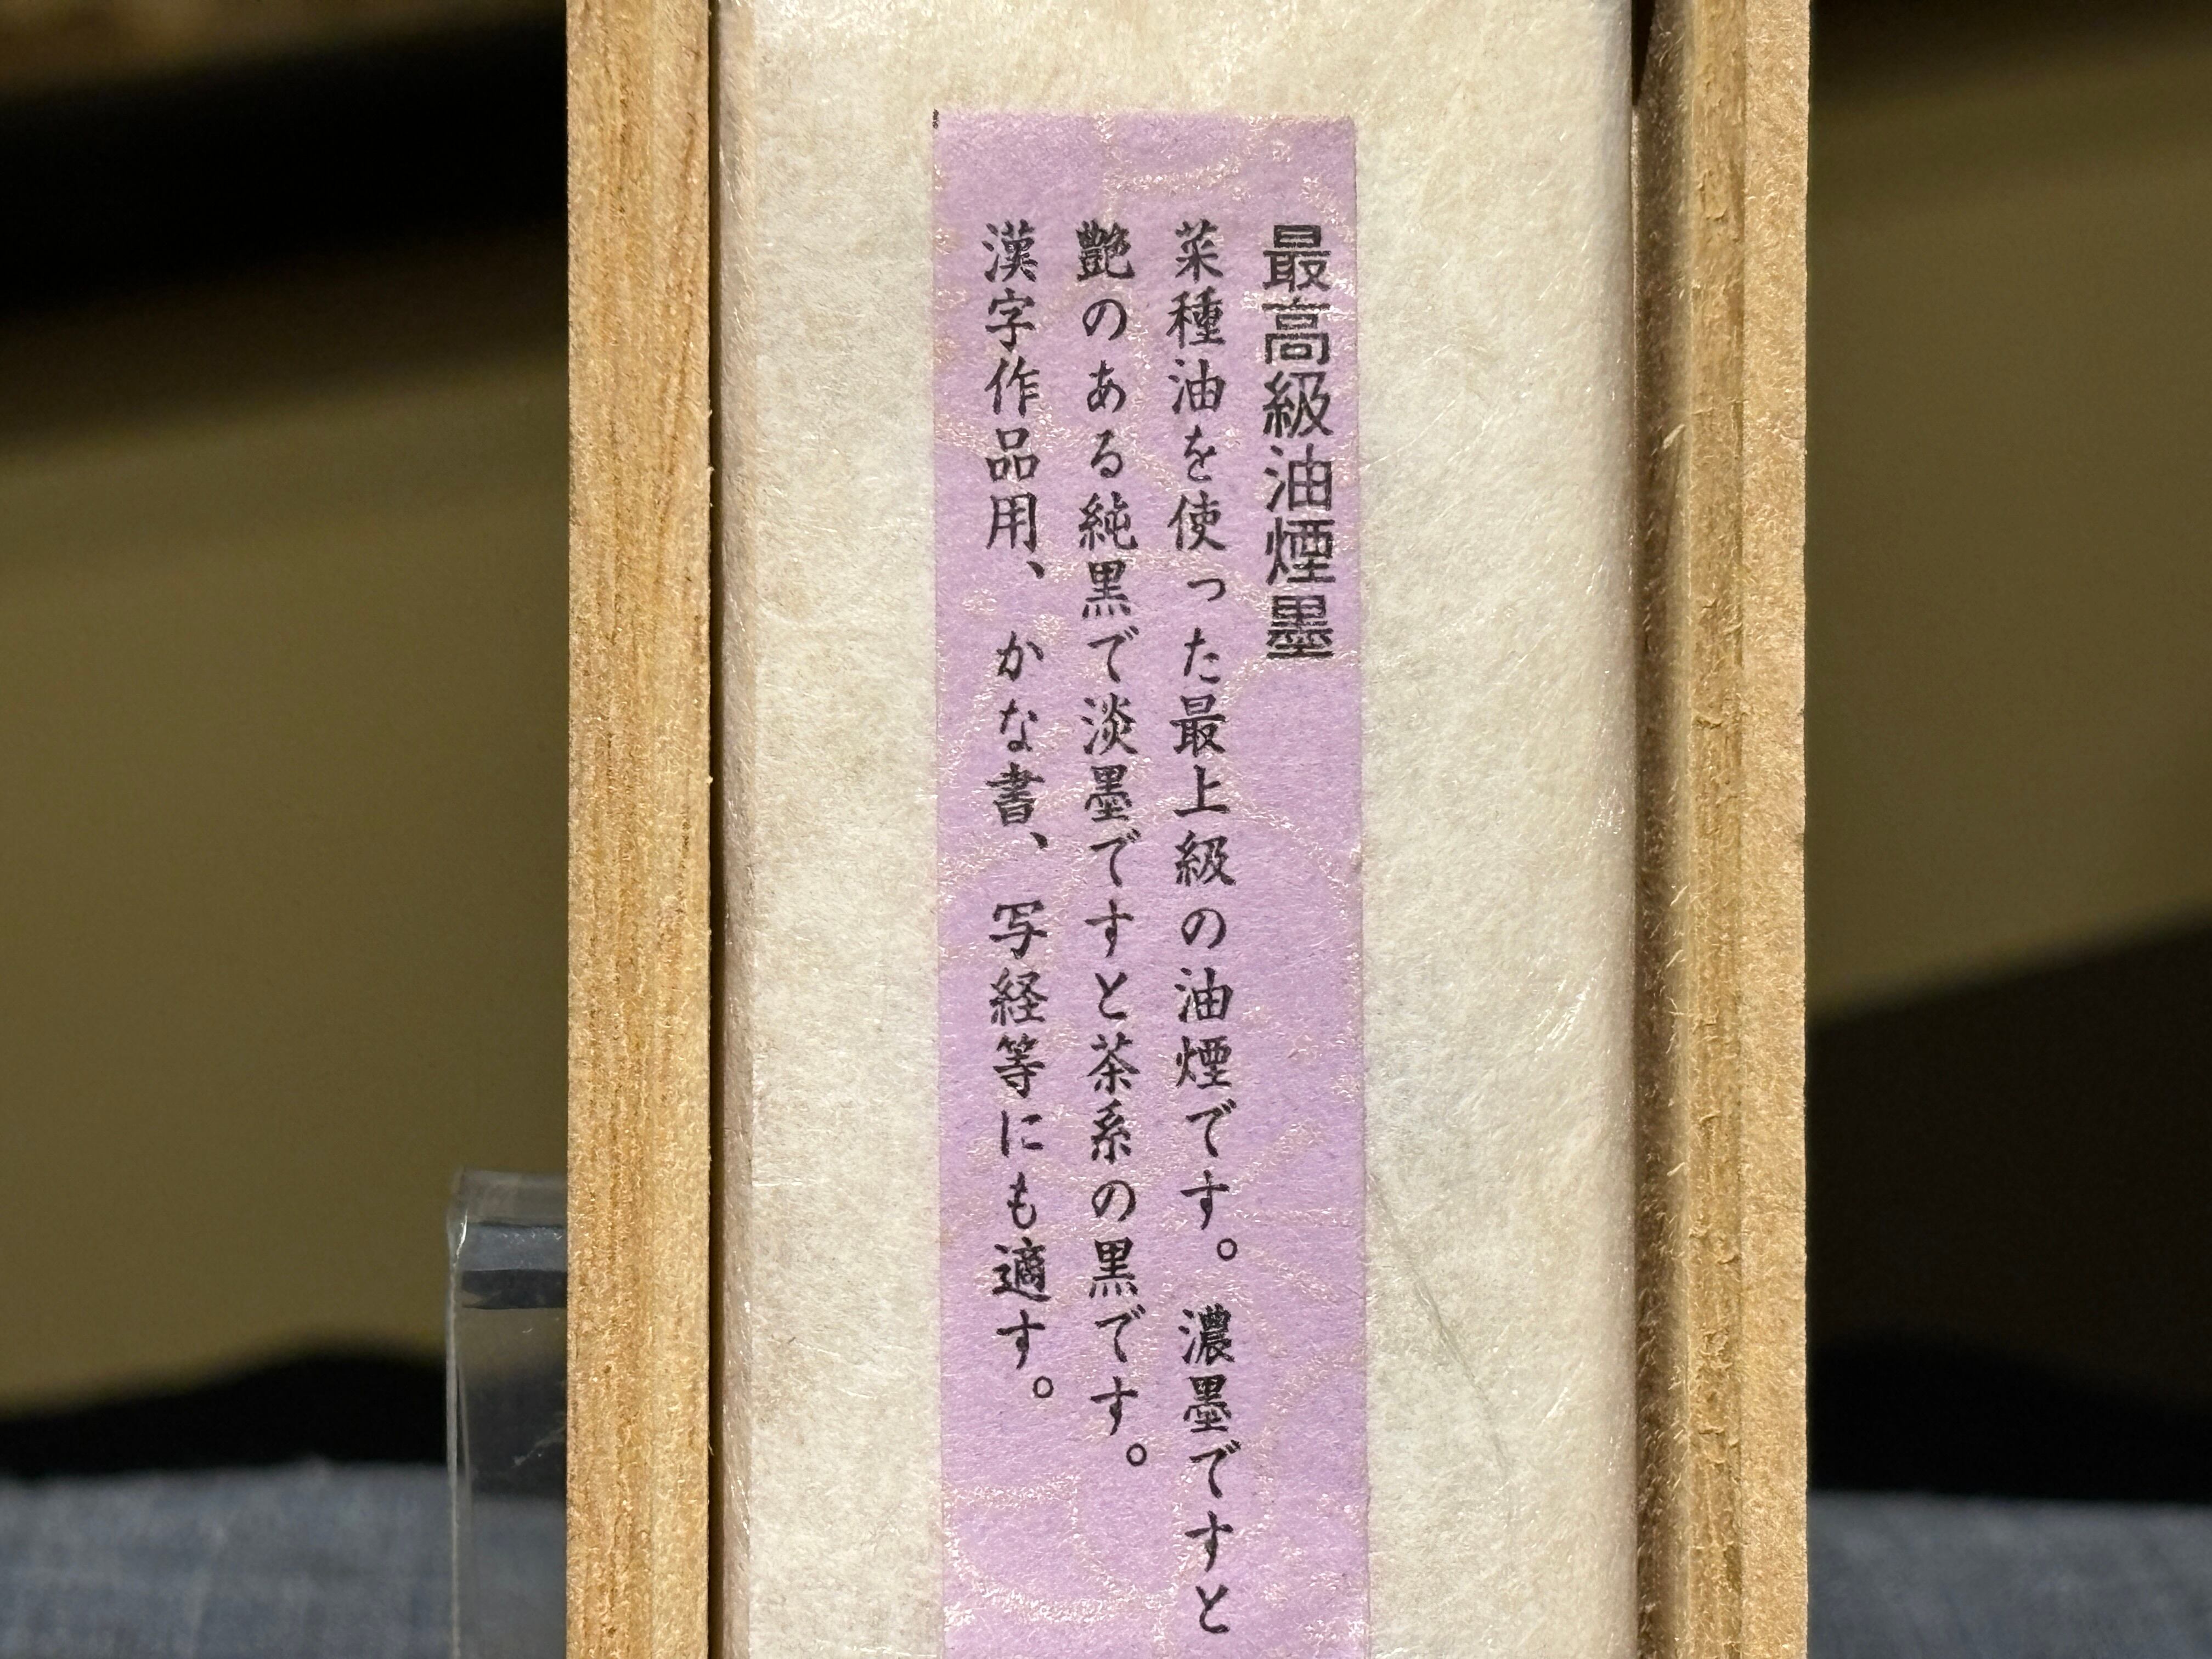 最高級油煙墨
菜種油を使った最上級の油煙です。濃墨ですと
艶のある純黒で淡墨ですと茶系の黒です。
漢字作品用、かな書、写経等にも適す。